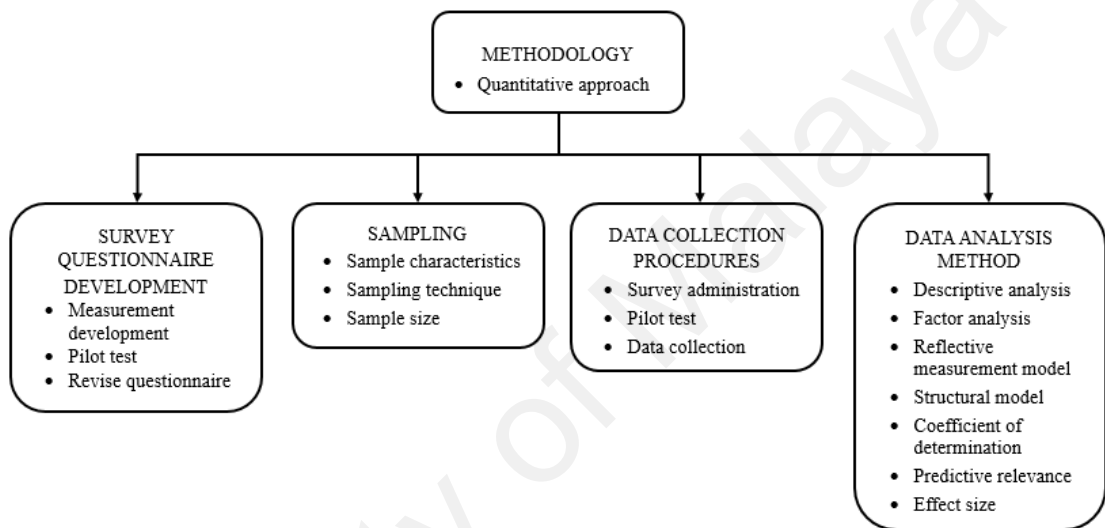 METHODOLOGY
• Quantitative approach
SURVEY
QUESTIONNAIRE
DEVELOPMENT
• Measurement
development
• Pilot test
• Revise questionnaire
SAMPLING
• Sample characteristics
• Sampling technique
• Sample size
DATA COLLECTION
PROCEDURES
• Survey administration
• Pilot test
• Data collection
DATA ANALYSIS
METHOD
• Descriptive analysis
• Factor analysis
• Reflective
measurement model
• Structural model
• Coefficient of
determination
• Predictive relevance
• Effect size
of Malaya